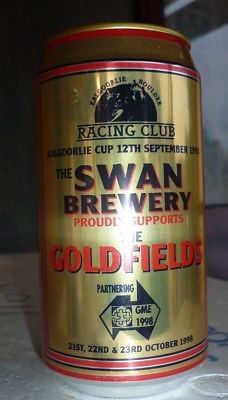 KALGOORLIE BOULDER
RACING CLUB
KALGOORLIE CUP 12TH SEPTEMBER 1998
THE
SWAN
BREWERY
PROUDLY SUPPORTS
THE
GOLDFIELDS
PARTNERING
GME
1998
21ST, 22ND & 23RD OCTOBER 1998